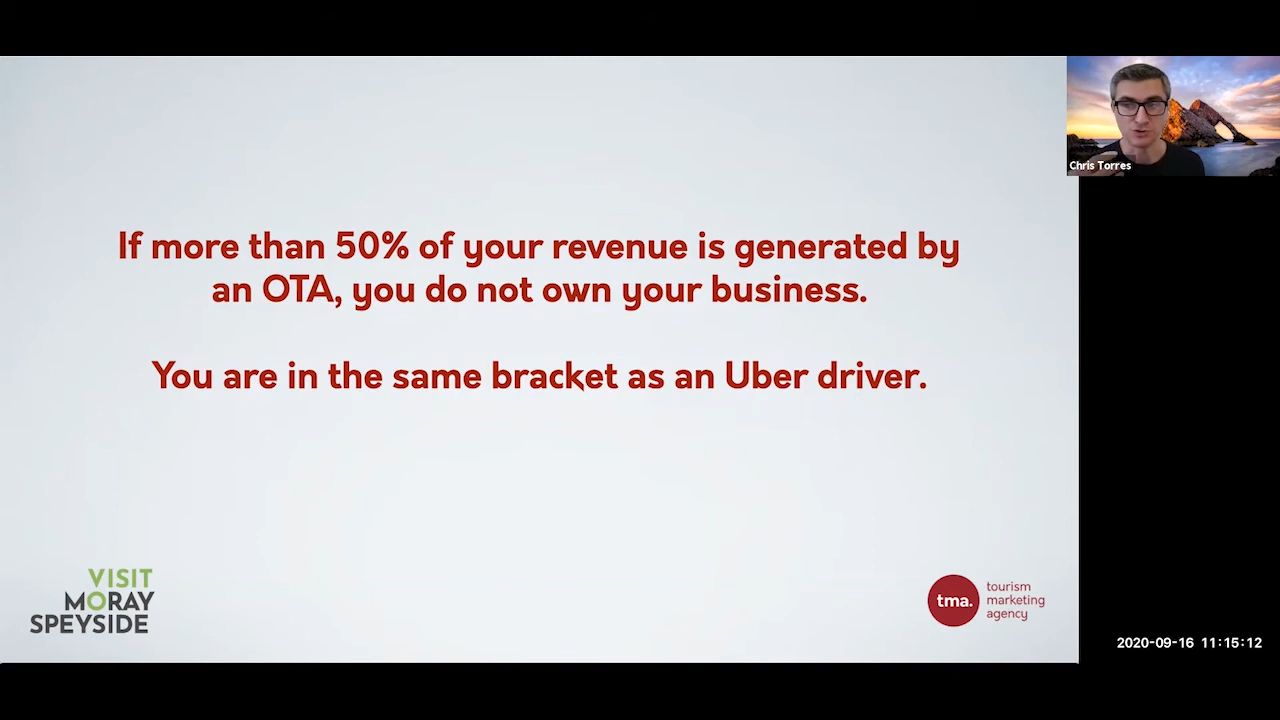 If more than 50% of your revenue is generated by
an OTA, you do not own your business.
You are in the same bracket as an Uber driver.
Chris Torres
VISIT
MORAY
SPEYSIDE
tma.
tourism
marketing
agency
2020-09-16 11:15:12